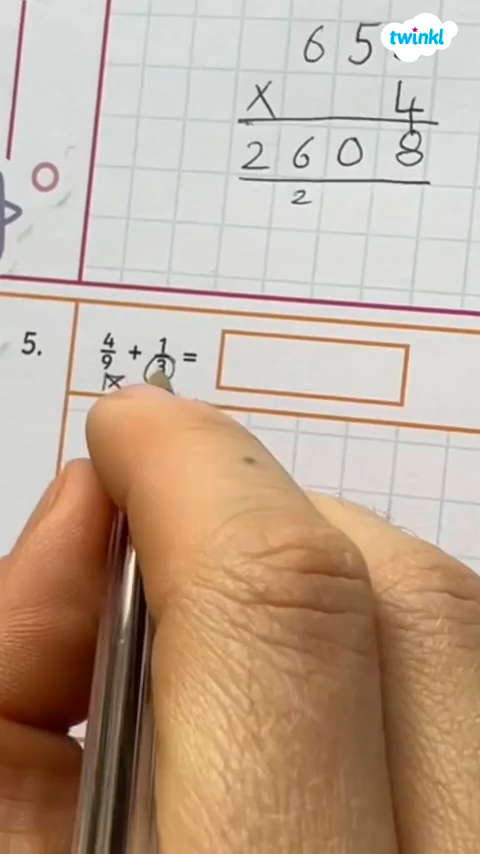 twinkl
6 5
X 4
2 6 0 8
2
5. 4/9 + 1/3 =